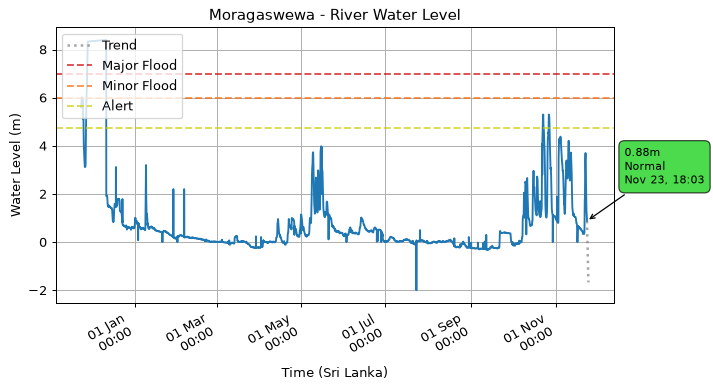 Moragaswewa - River Water Level
Trend
Major Flood
Minor Flood
Alert
8
6
4
2
0
−2
Water Level (m)
0.88m
Normal
Nov 23, 18:03
01 Jan
00:00
01 Mar
00:00
01 May
00:00
01 Jul
00:00
01 Sep
00:00
01 Nov
00:00
Time (Sri Lanka)